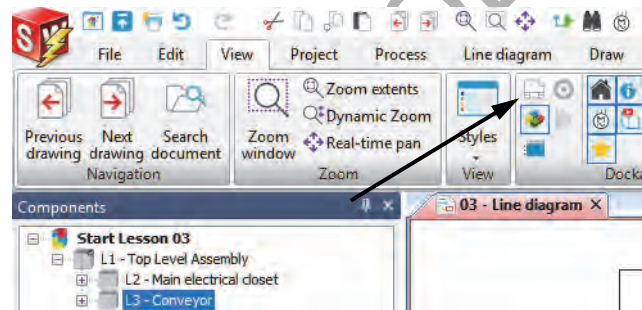 File Edit View Project Process Line diagram Draw
Previous drawing
Next drawing
Search document
Zoom window
Zoom extents
Dynamic Zoom
Real-time pan
Styles
Navigation Zoom View Docka
Components
03 - Line diagram
Start Lesson 03
L1 - Top Level Assembly
L2 - Main electrical closet
L3 - Conveyor